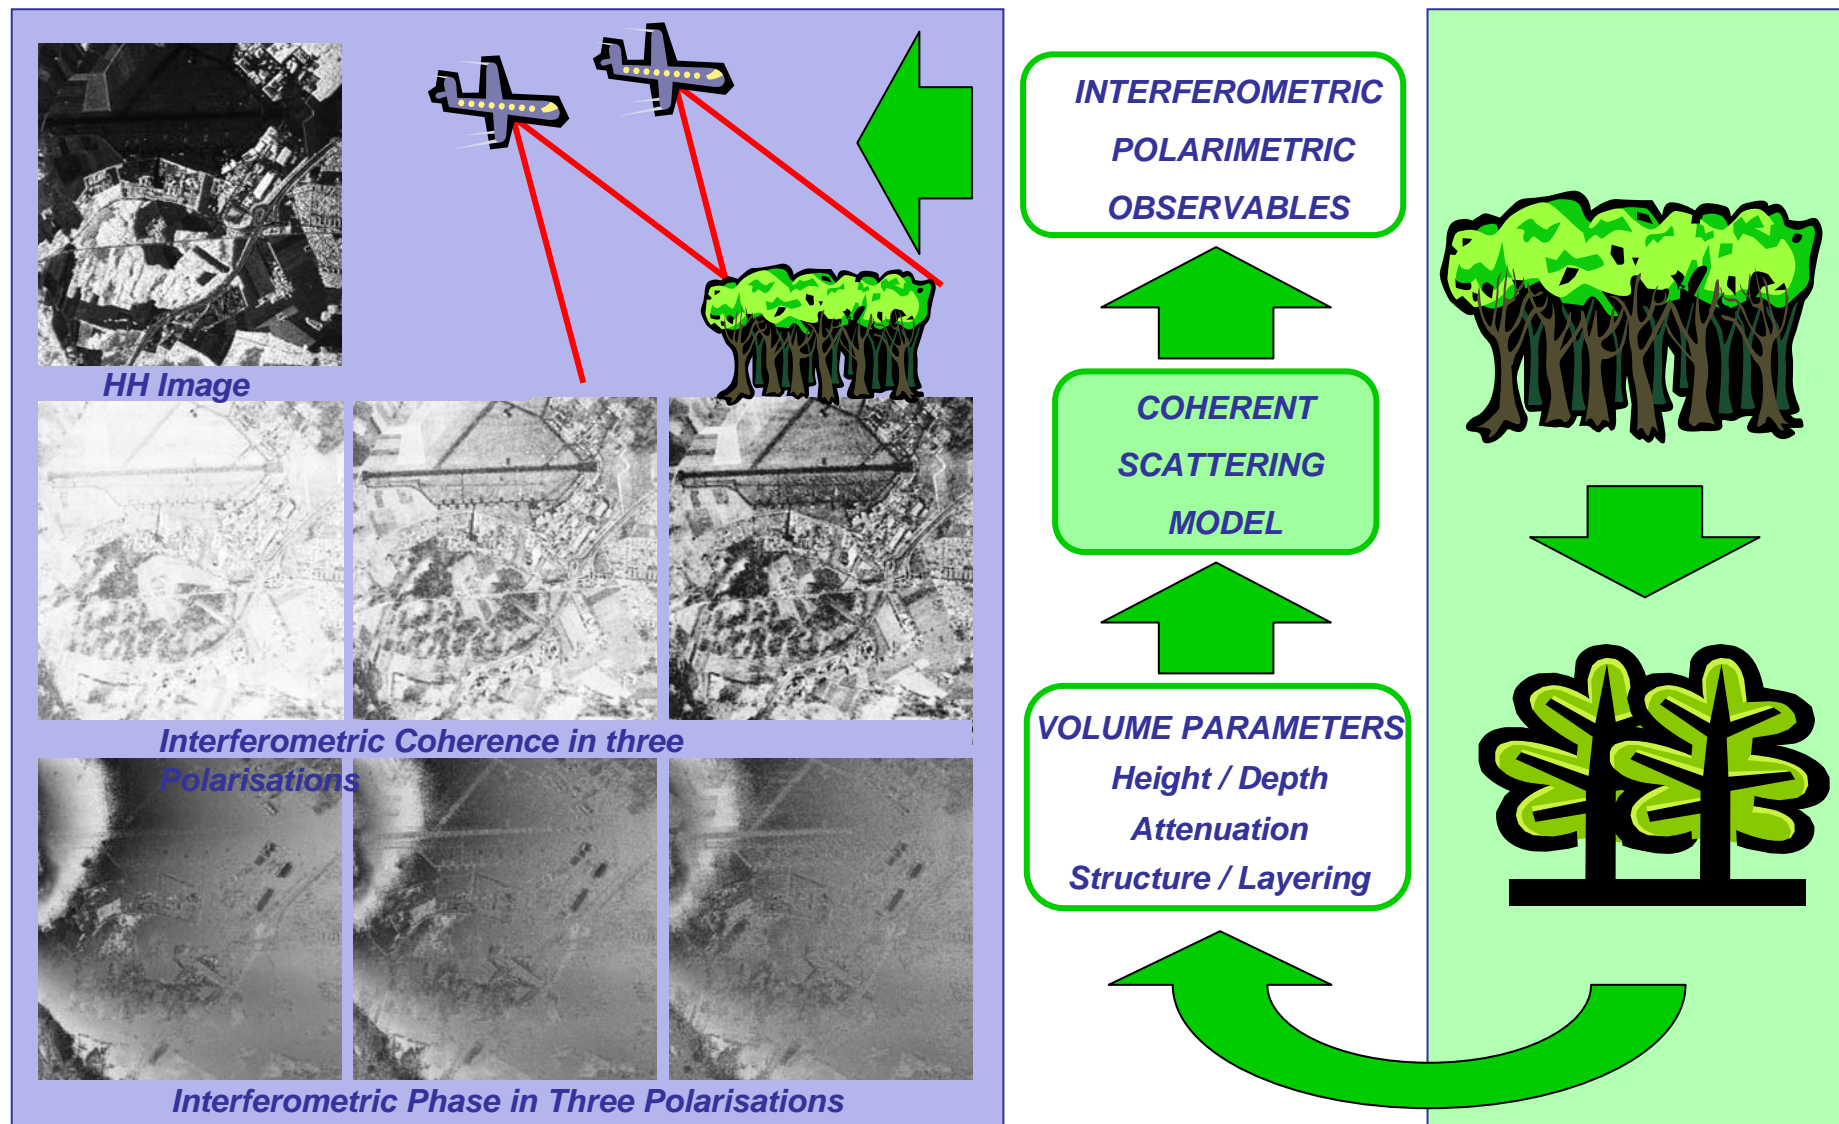 HH Image
Interferometric Coherence in three
Polarisations
Interferometric Phase in Three Polarisations
INTERFEROMETRIC
POLARIMETRIC
OBSERVABLES
COHERENT
SCATTERING
MODEL
VOLUME PARAMETERS
Height / Depth
Attenuation
Structure / Layering